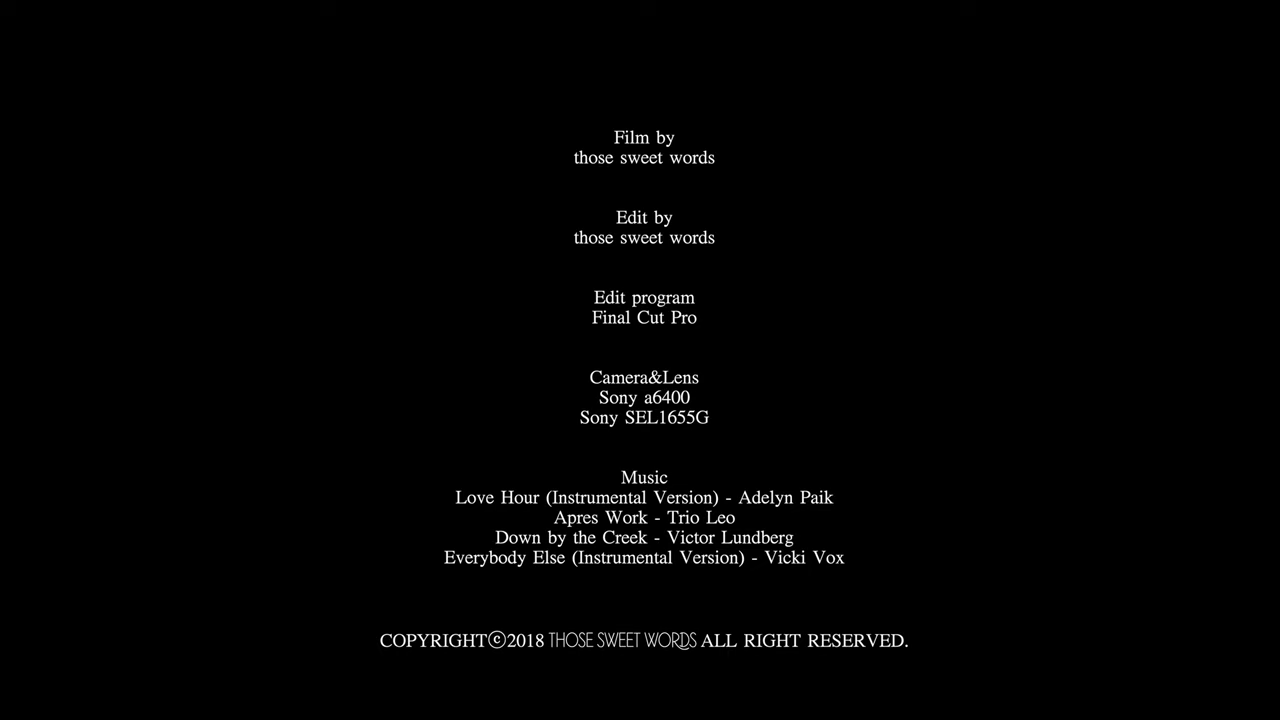 Film by
those sweet words
Edit by
those sweet words
Edit program
Final Cut Pro
Camera&Lens
Sony a6400
Sony SEL1655G
Music
Love Hour (Instrumental Version) - Adelyn Paik
Apres Work - Trio Leo
Down by the Creek - Victor Lundberg
Everybody Else (Instrumental Version) - Vicki Vox
COPYRIGHTⓒ2018 THOSE SWEET WORDS ALL RIGHT RESERVED.